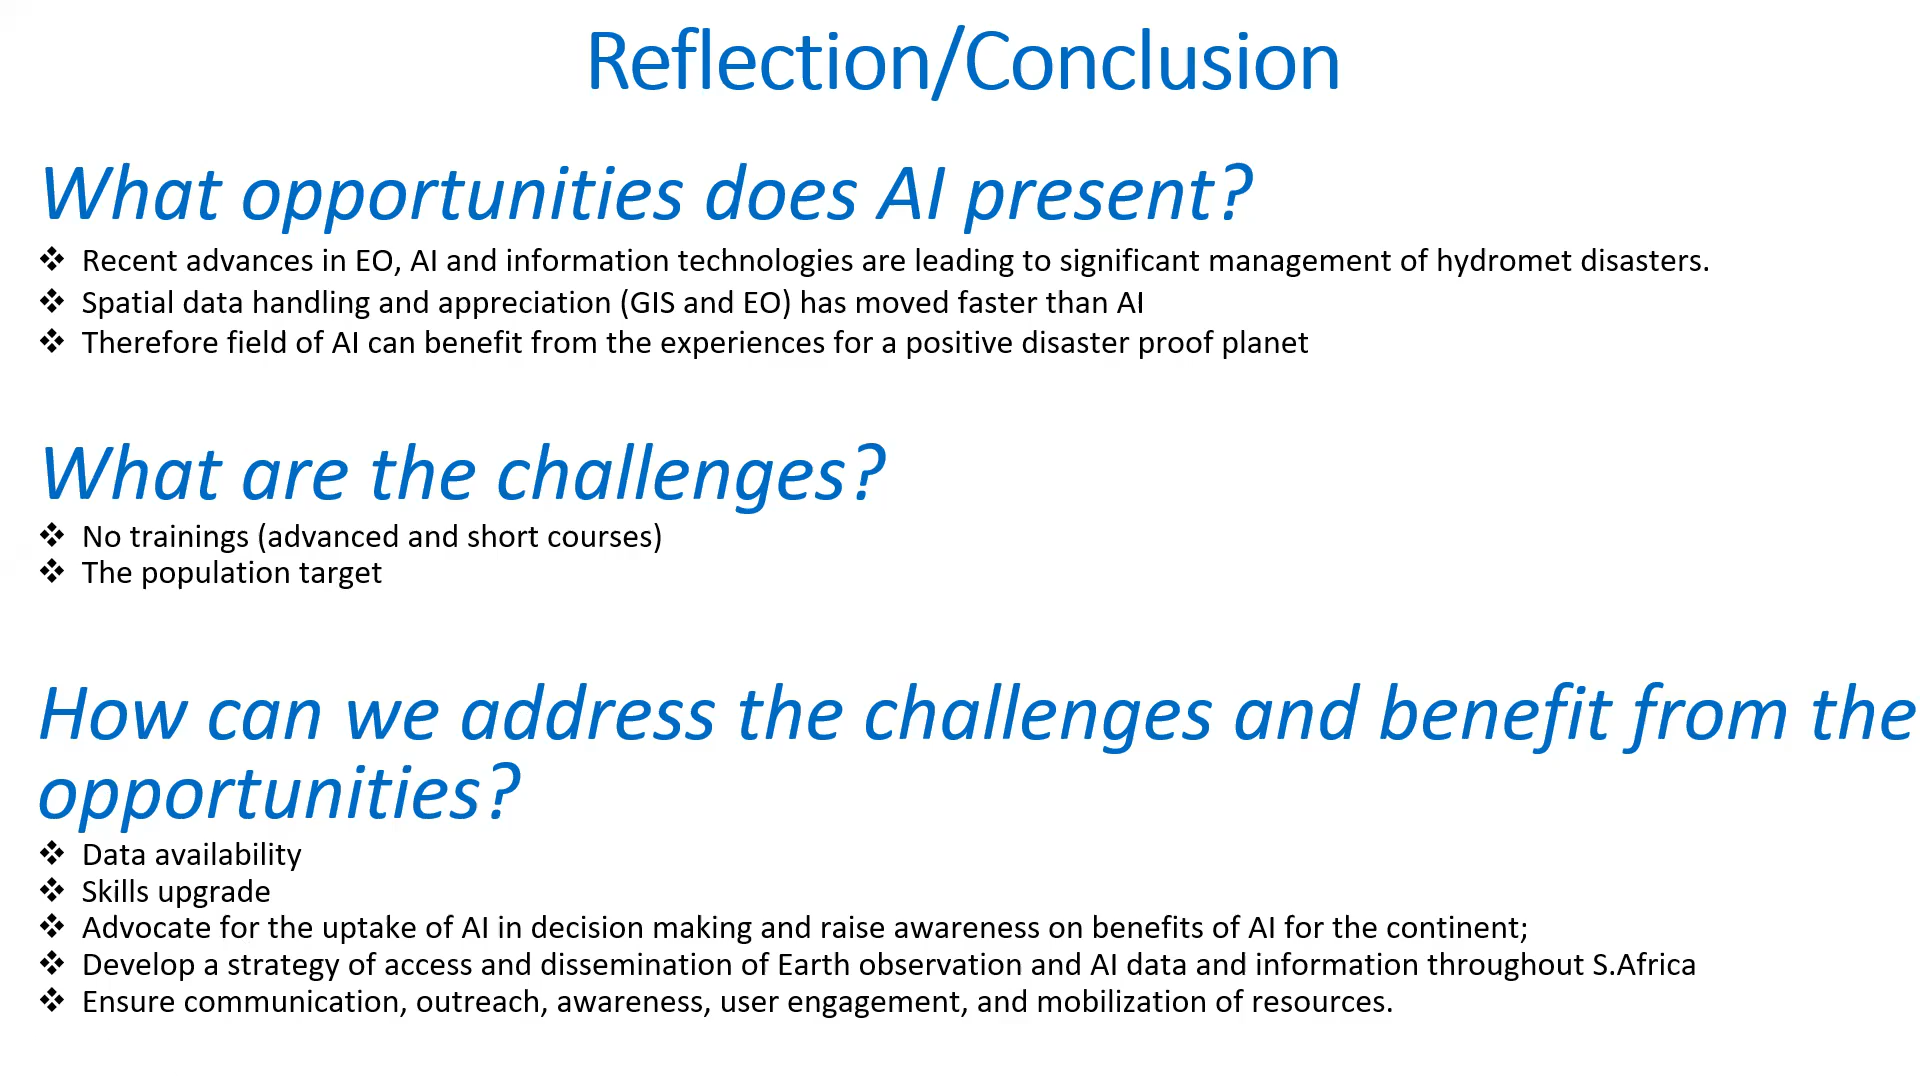 Reflection/Conclusion
What opportunities does AI present?
❖ Recent advances in EO, AI and information technologies are leading to significant management of hydromet disasters.
❖ Spatial data handling and appreciation (GIS and EO) has moved faster than AI
❖ Therefore field of AI can benefit from the experiences for a positive disaster proof planet
What are the challenges?
❖ No trainings (advanced and short courses)
❖ The population target
How can we address the challenges and benefit from the
opportunities?
❖ Data availability
❖ Skills upgrade
❖ Advocate for the uptake of AI in decision making and raise awareness on benefits of AI for the continent;
❖ Develop a strategy of access and dissemination of Earth observation and AI data and information throughout S.Africa
❖ Ensure communication, outreach, awareness, user engagement, and mobilization of resources.